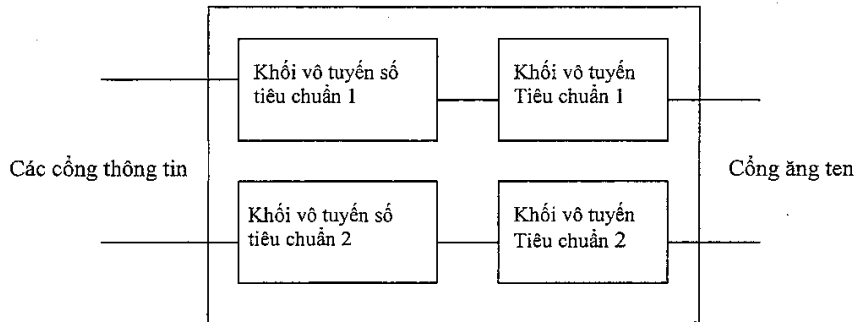 Khối vô tuyến số
tiêu chuẩn 1
Khối vô tuyến
Tiêu chuẩn 1
Các cổng thông tin
Cổng ăng ten
Khối vô tuyến số
tiêu chuẩn 2
Khối vô tuyến
Tiêu chuẩn 2